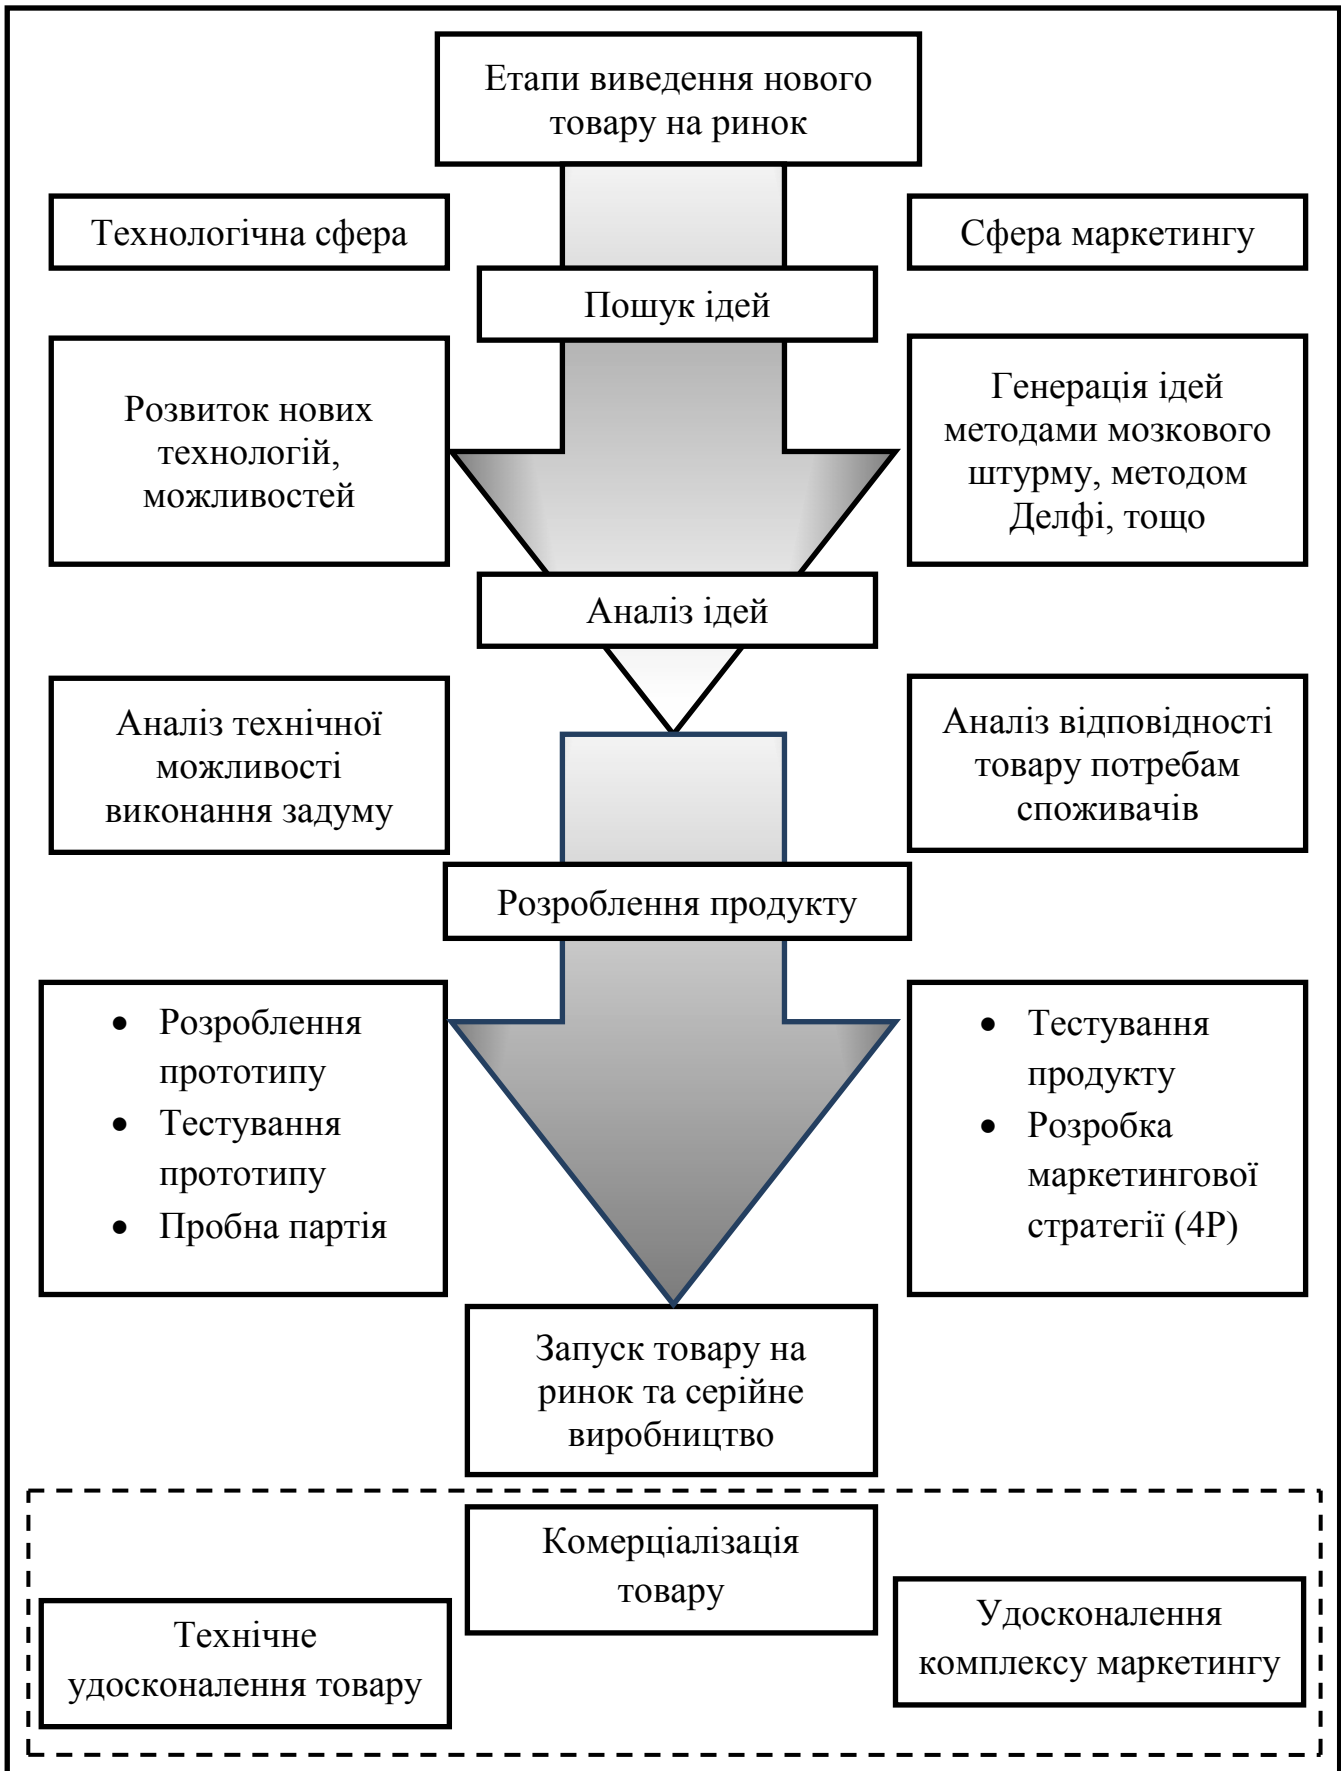 Етапи виведення нового
товару на ринок
Технологічна сфера
Сфера маркетингу
Пошук ідей
Розвиток нових
технологій,
можливостей
Генерація ідей
методами мозкового
штурму, методом
Делфі, тощо
Аналіз ідей
Аналіз технічної
можливості
виконання задуму
Аналіз відповідності
товару потребам
споживачів
Розроблення продукту
• Розроблення
прототипу
• Тестування
прототипу
• Пробна партія
• Тестування
продукту
• Розробка
маркетингової
стратегії (4Р)
Запуск товару на
ринок та серійне
виробництво
Комерціалізація
товару
Технічне
удосконалення товару
Удосконалення
комплексу маркетингу